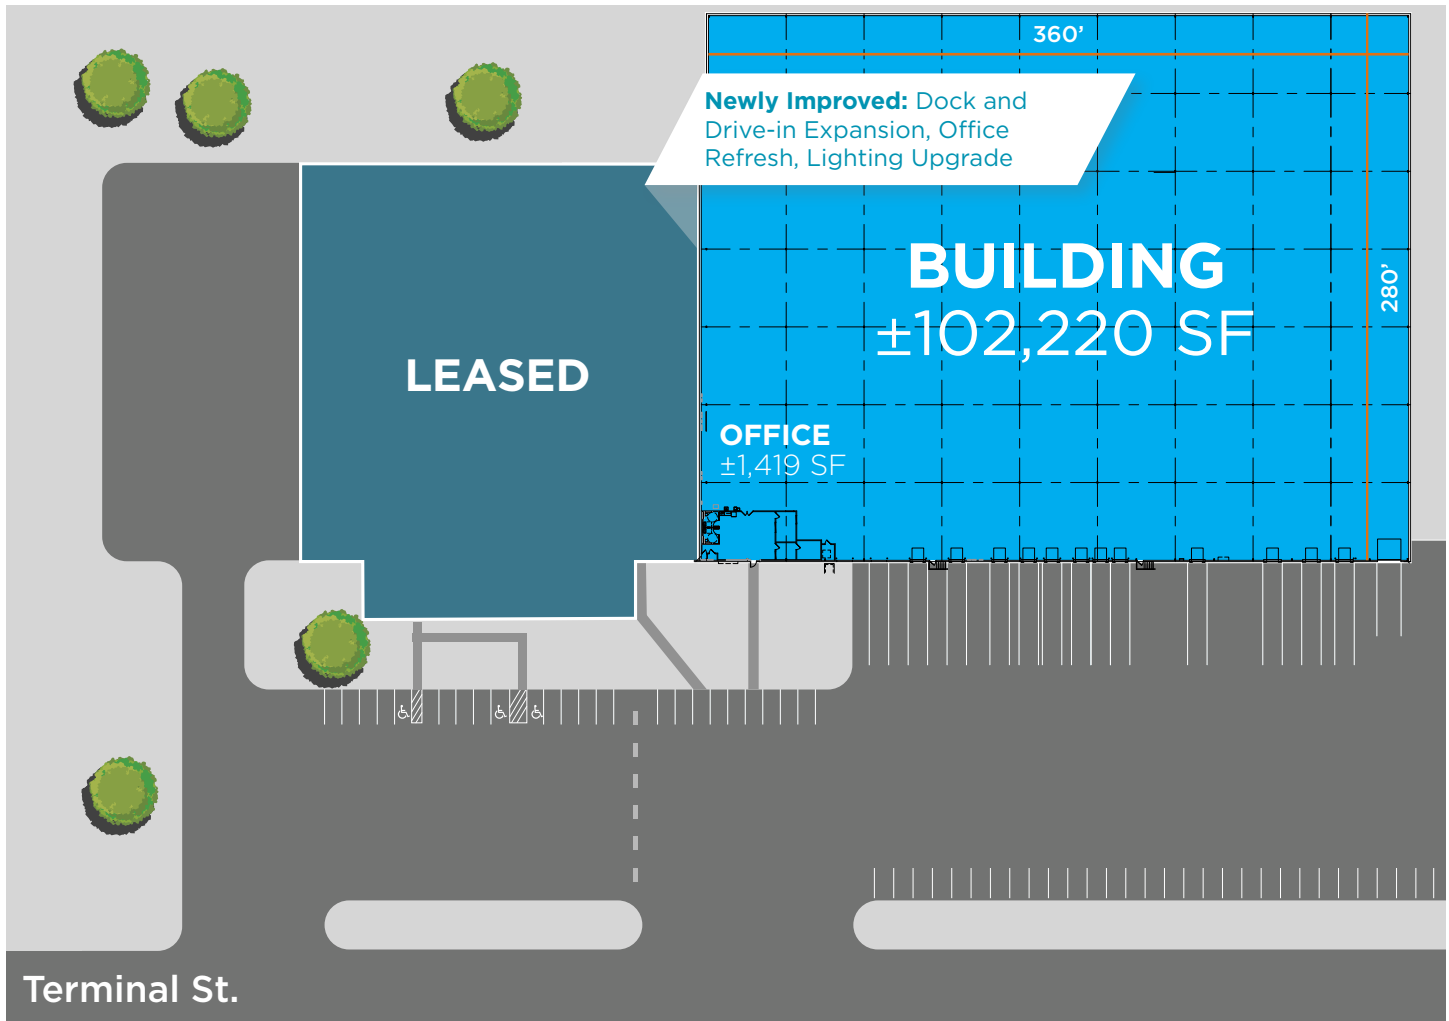 360’
Newly Improved: Dock and
Drive-in Expansion, Office
Refresh, Lighting Upgrade
BUILDING
±102,220 SF
280’
LEASED
OFFICE
±1,419 SF
Terminal St.